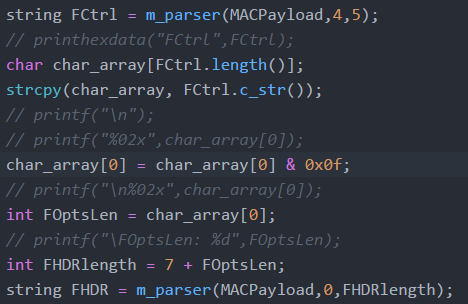 string FCtrl = m_parser(MACPayload,4,5);
// printhexdata("FCtrl",FCtrl);
char char_array[FCtrl.length()];
strcpy(char_array, FCtrl.c_str());
// printf("\n");
// printf("%02x",char_array[0]);
char_array[0] = char_array[0] & 0x0f;
// printf("\n%02x",char_array[0]);
int FOptsLen = char_array[0];
// printf("\FOptsLen: %d",FOptsLen);
int FHDRlength = 7 + FOptsLen;
string FHDR = m_parser(MACPayload,0,FHDRlength);